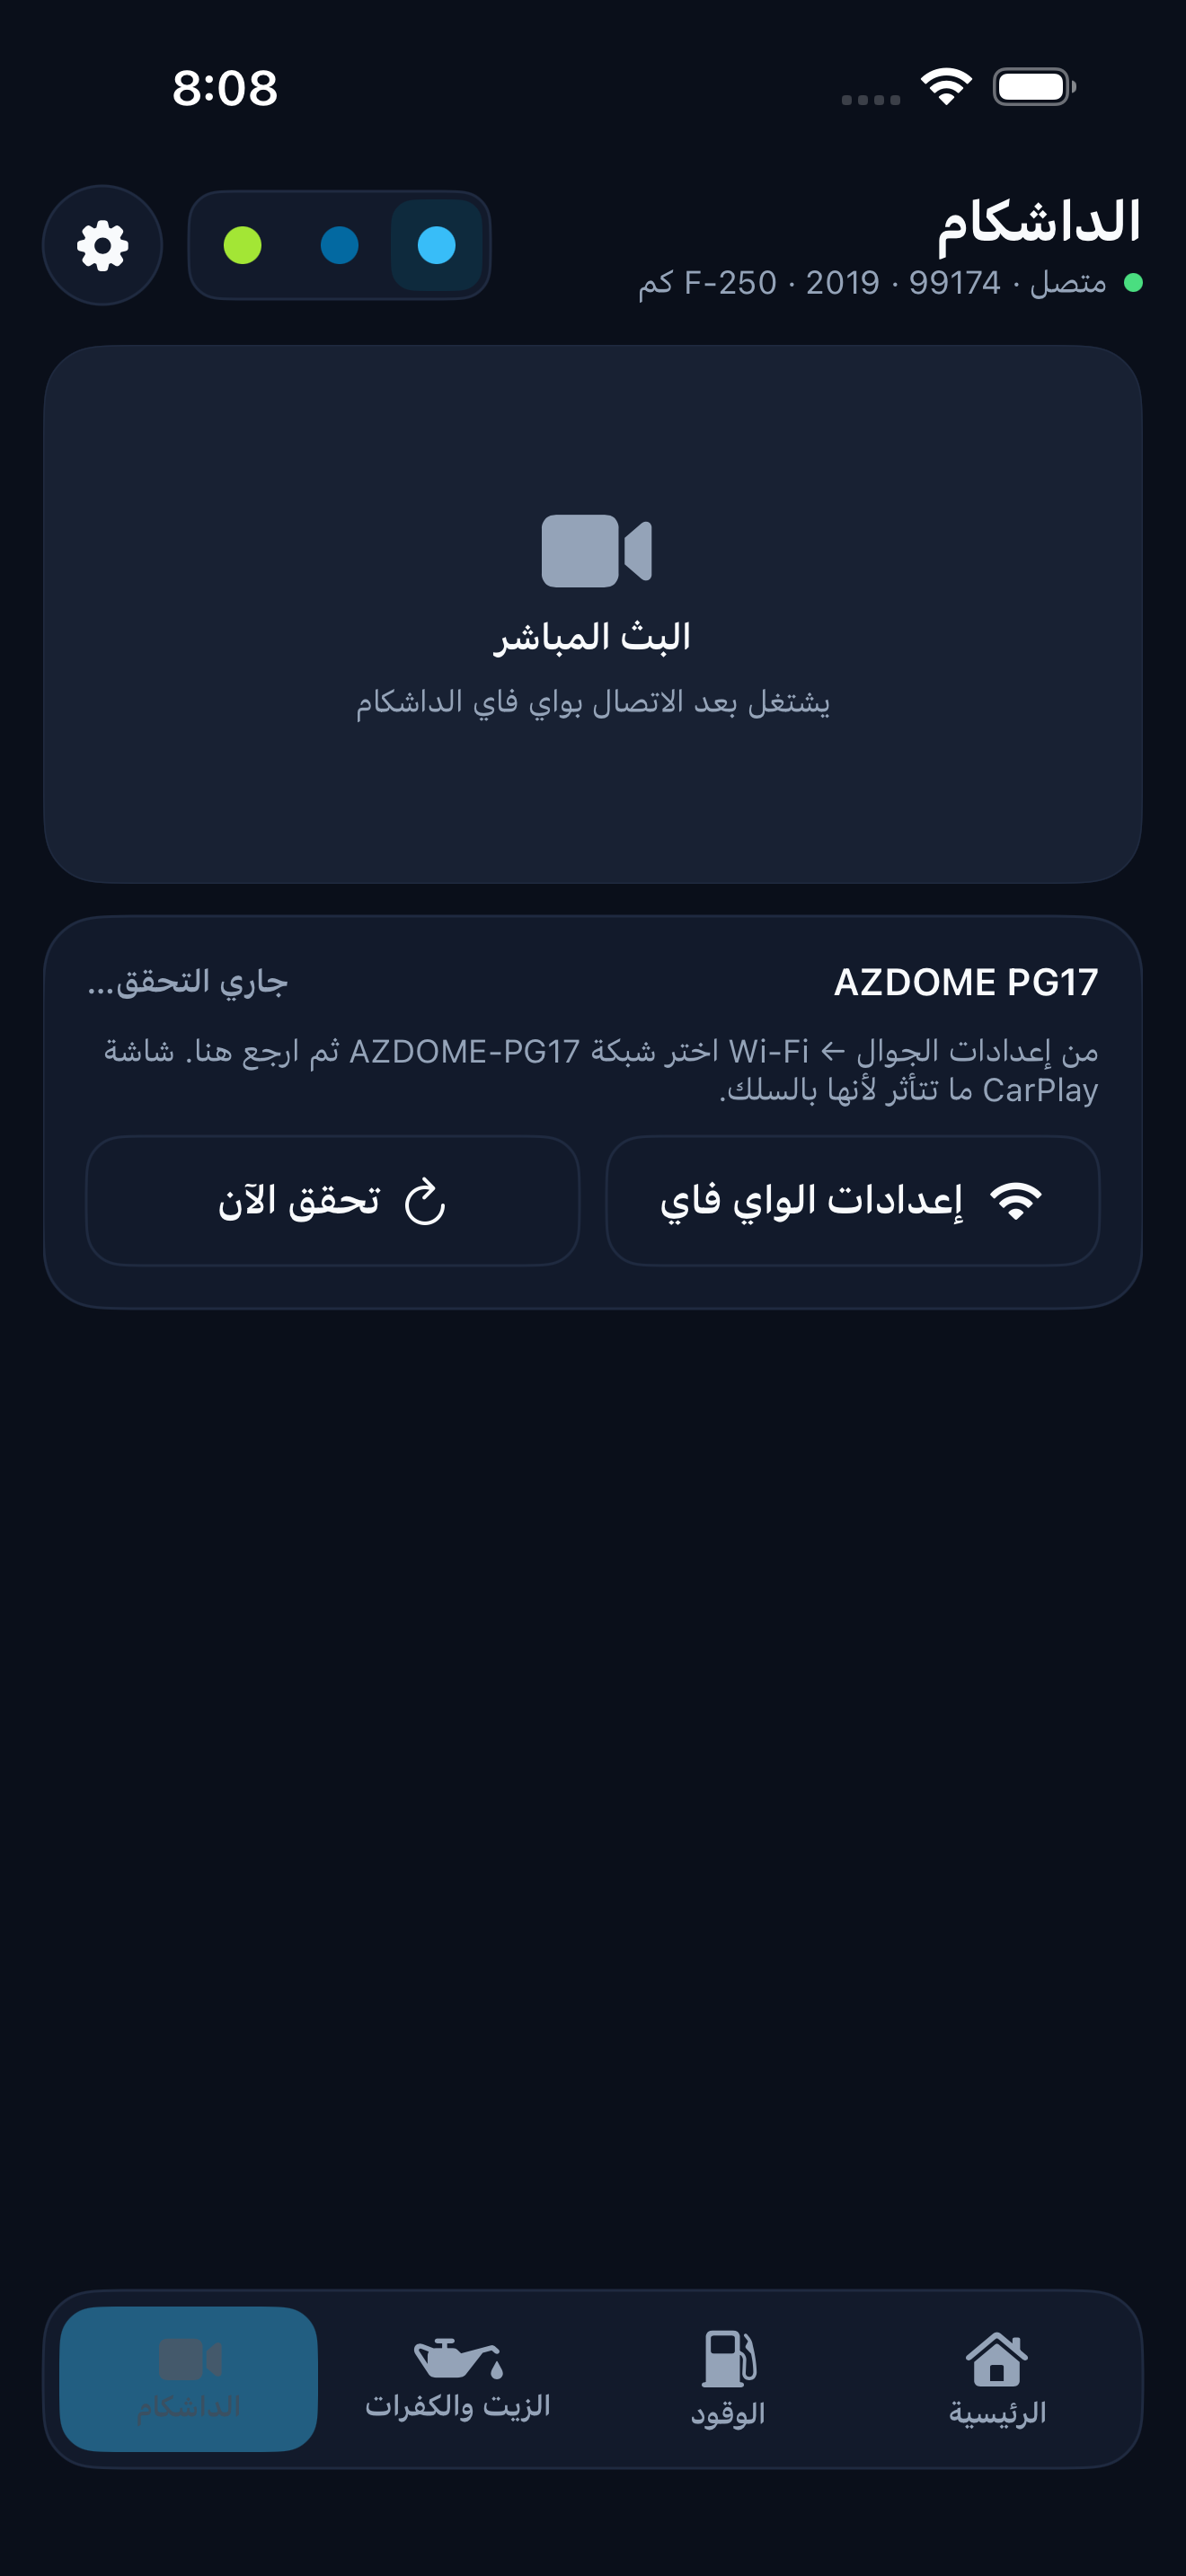 8:08
الداشكام
متصل · 99174 · 2019 · F-250 كم
البث المباشر
يشتغل بعد الاتصال بواي فاي الداشكام
AZDOME PG17
جاري التحقق...
من إعدادات الجوال ← Wi-Fi اختر شبكة AZDOME-PG17 ثم ارجع هنا. شاشة
CarPlay ما تتأثر لأنها بالسلك.
إعدادات الواي فاي
تحقق الآن
الرئيسية
الوقود
الزيت والكفرات
الداشكام